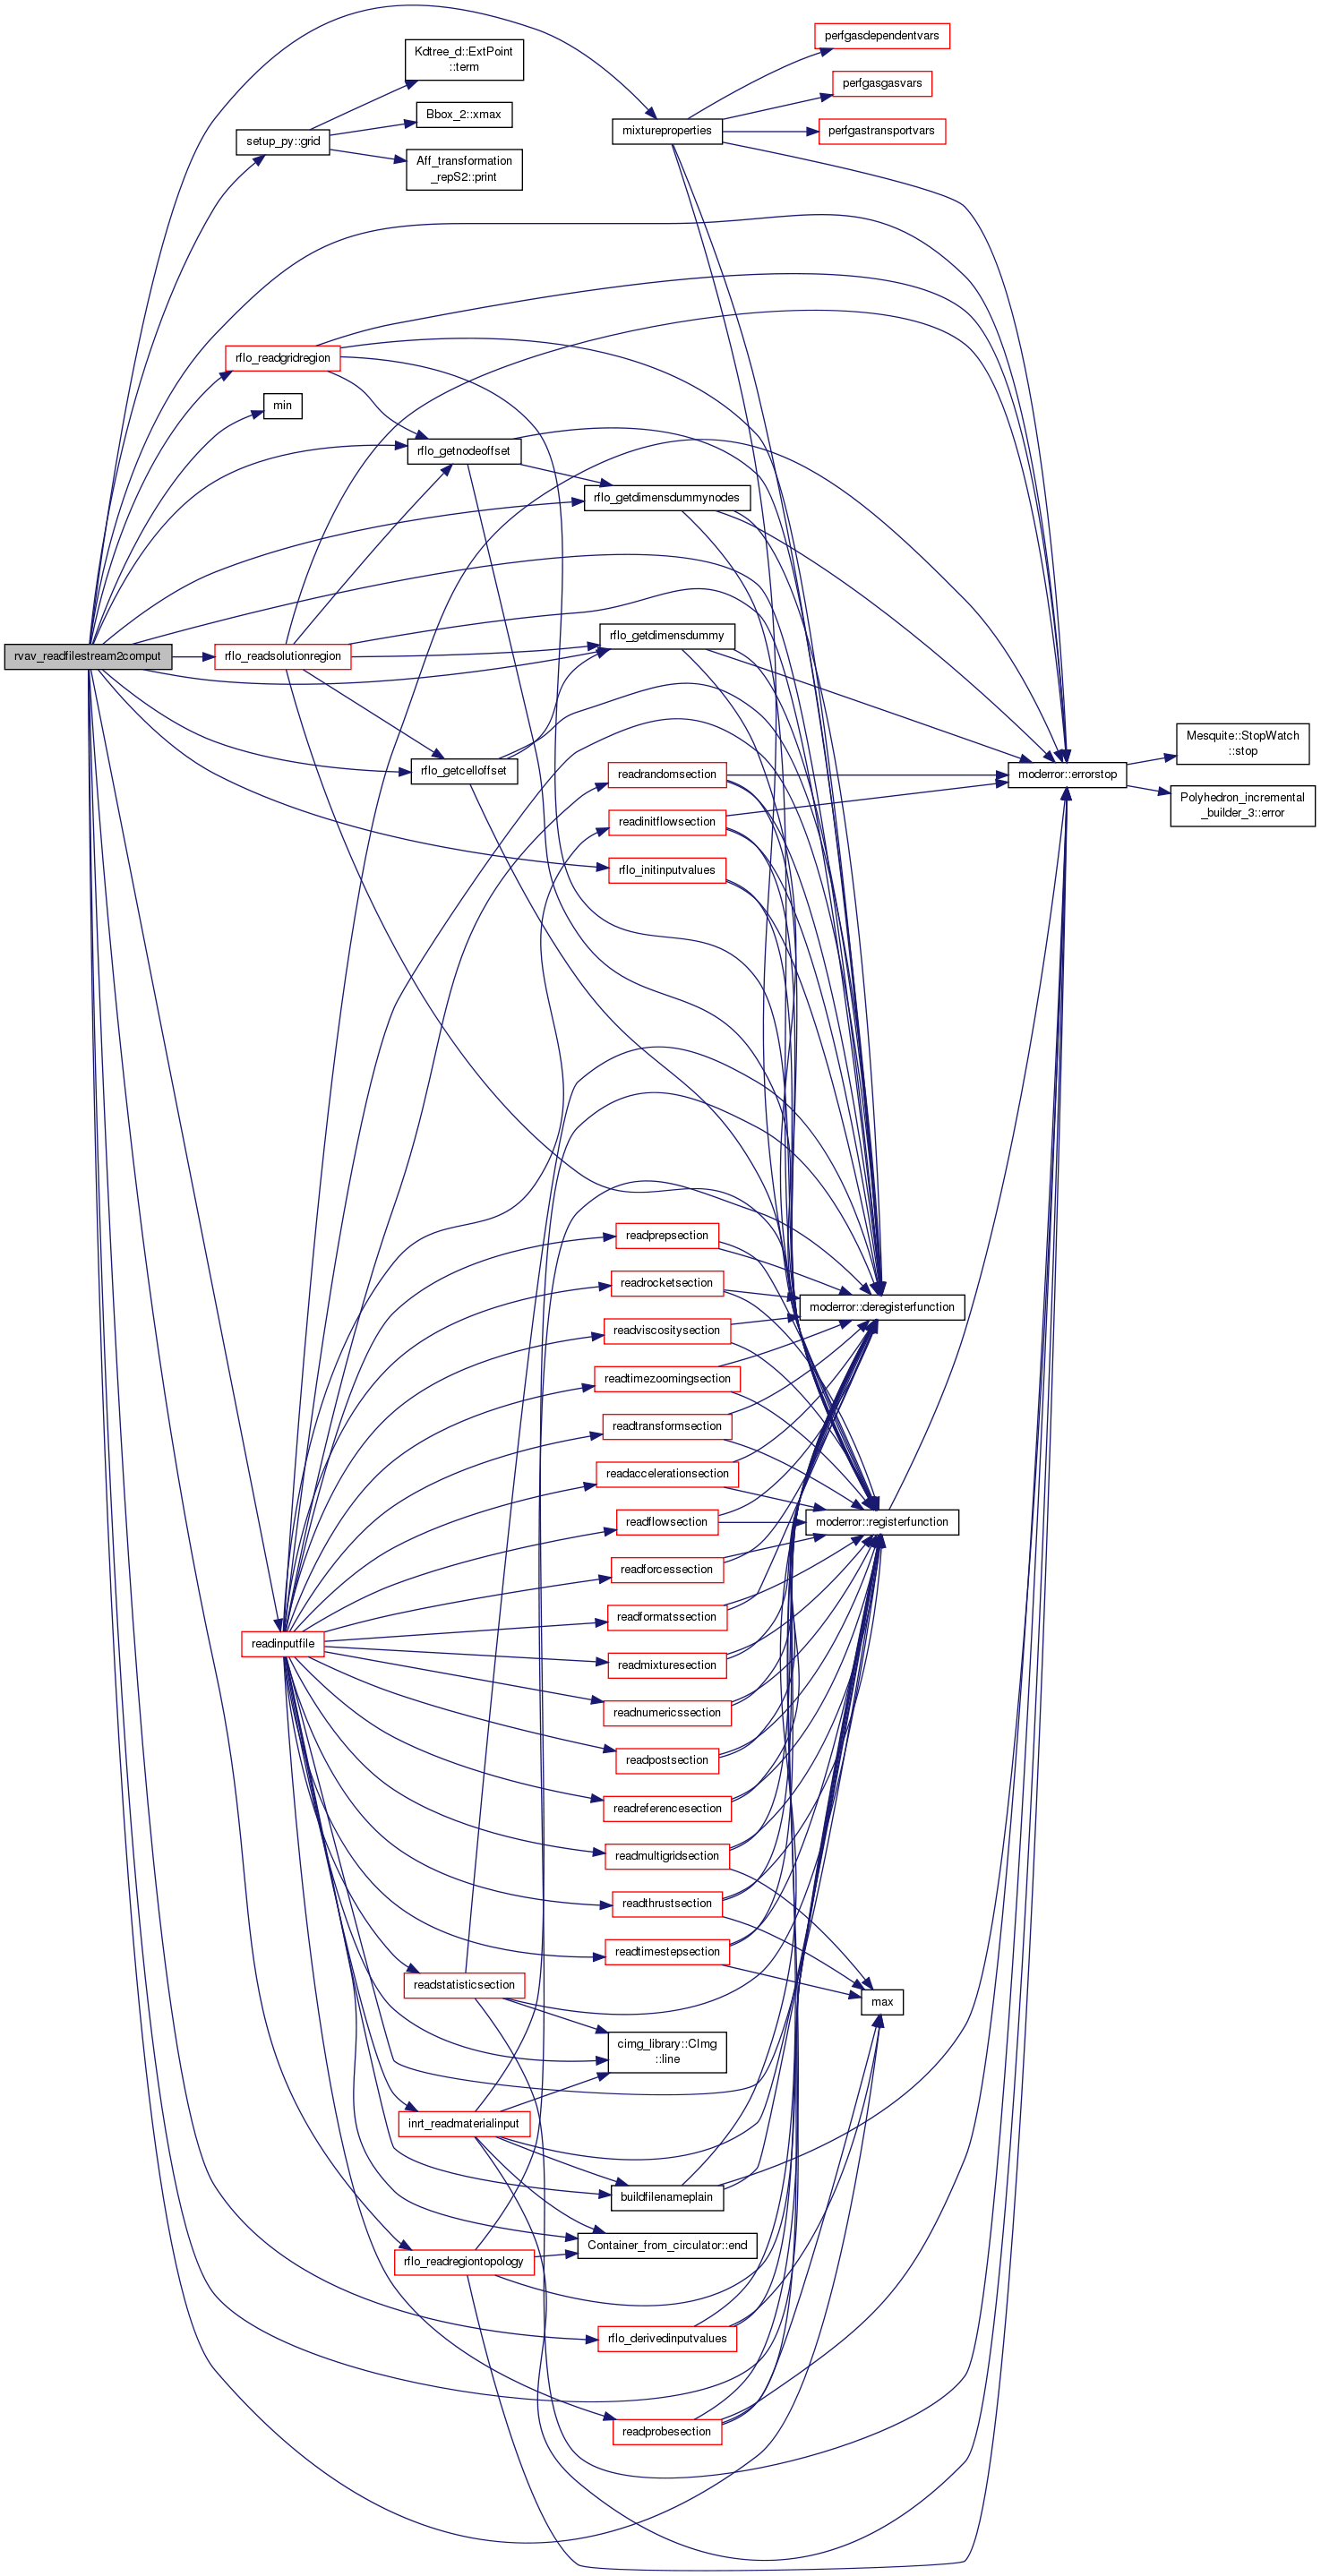 perfgasdependentvars
Kdtree_d::ExtPoint
::term
perfgasgasvars
Bbox_2::xmax
mixtureproperties
perfgastransportvars
setup_py::grid
Aff_transformation
_repS2::print
rflo_readgridregion
min
rflo_getnodeoffset
rflo_getdimensdummynodes
rflo_getdimensdummy
rvav_readfilestream2comput
rflo_readsolutionregion
Mesquite::StopWatch
::stop
rflo_getcelloffset
readrandomsection
moderror::errorstop
Polyhedron_incremental
_builder_3::error
readinitflowsection
rflo_initinputvalues
readprepsection
readrocketsection
moderror::deregisterfunction
readviscositysection
readtimezoomingsection
readtransformsection
readaccelerationsection
readflowsection
moderror::registerfunction
readforcessection
readformatssection
readinputfile
readmixturesection
readnumericssection
readpostsection
readreferencesection
readmultigridsection
readthrustsection
readtimestepsection
readstatisticsection
max
cimg_library::CImg
::line
inrt_readmaterialinput
buildfilenameplain
Container_from_circulator::end
rflo_readregiontopology
rflo_derivedinputvalues
readprobesection